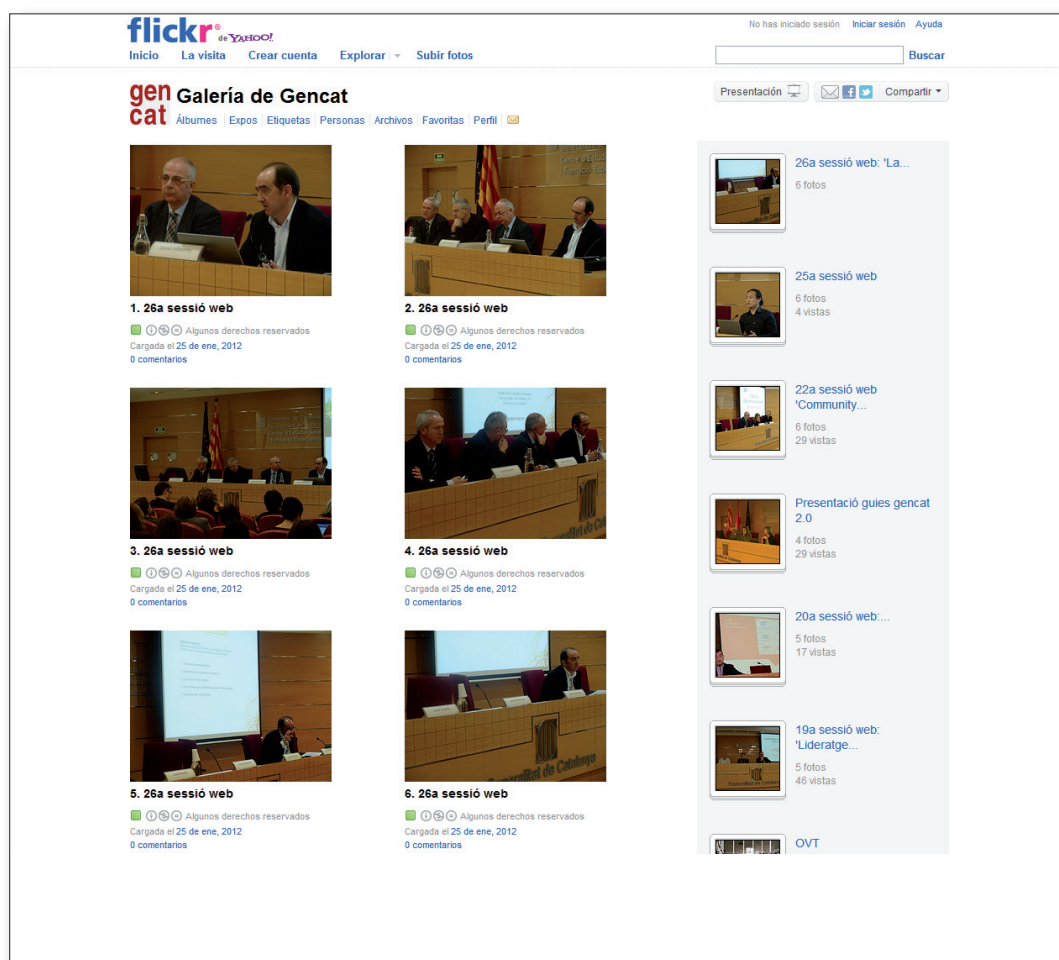 flickr® de YAHOO!
No has iniciado sesión Iniciar sesión Ayuda
Inicio La visita Crear cuenta Explorar Subir fotos
Buscar
gen
cat
Galería de Gencat
Álbumes Expos Etiquetas Personas Archivos Favoritas Perfil
Presentación
Compartir
1. 26a sessió web
Algunos derechos reservados
Cargada el 25 de ene, 2012
0 comentarios
2. 26a sessió web
Algunos derechos reservados
Cargada el 25 de ene, 2012
0 comentarios
3. 26a sessió web
Algunos derechos reservados
Cargada el 25 de ene, 2012
0 comentarios
Generalitat de Catalunya
4. 26a sessió web
Algunos derechos reservados
Cargada el 25 de ene, 2012
0 comentarios
5. 26a sessió web
Algunos derechos reservados
Cargada el 25 de ene, 2012
0 comentarios
Generalitat de Catalunya
6. 26a sessió web
Algunos derechos reservados
Cargada el 25 de ene, 2012
0 comentarios
26a sessió web: 'La...
6 fotos
25a sessió web
6 fotos
4 vistas
22a sessió web
'Community...
6 fotos
29 vistas
Presentació guies gencat
2.0
4 fotos
29 vistas
20a sessió web:...
5 fotos
17 vistas
19a sessió web:
'Lideratge...
5 fotos
46 vistas
OVT